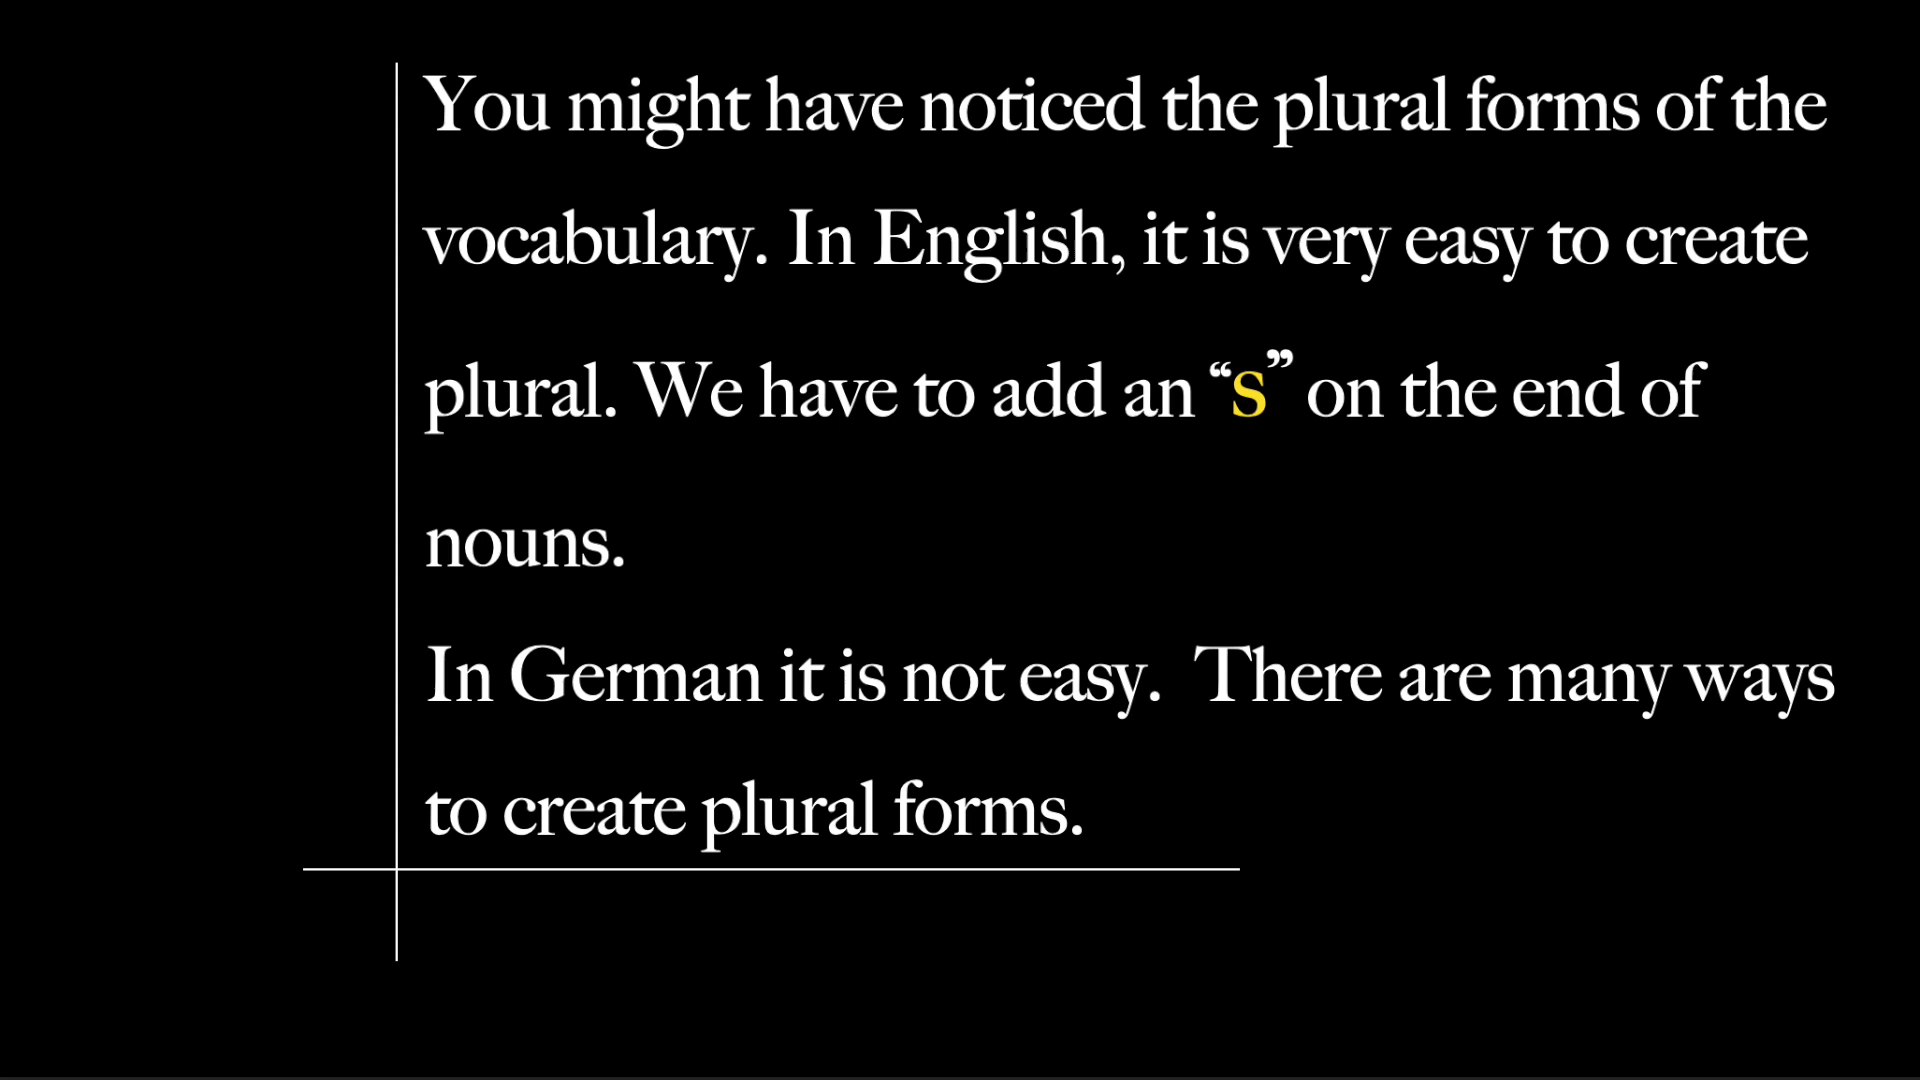 You might have noticed the plural forms of the
vocabulary. In English, it is very easy to create
plural. We have to add an “s” on the end of
nouns.
In German it is not easy.  There are many ways
to create plural forms.